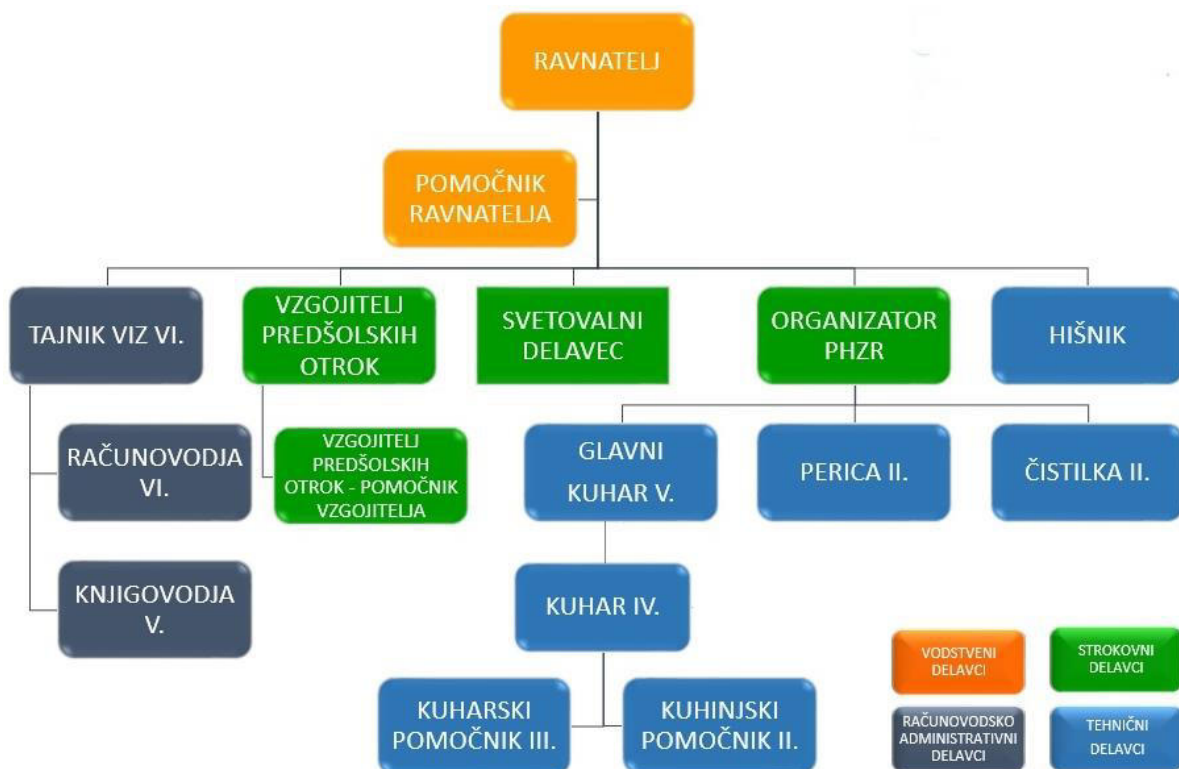 RAVNATELJ
POMOČNIK
RAVNATELJA
TAJNIK VIZ VI.
VZGOJITELJ
PREDŠOLSKIH
OTROK
SVETOVALNI
DELAVEC
ORGANIZATOR
PHZR
HIŠNIK
RAČUNOVODJA
VI.
VZGOJITELJ
PREDŠOLSKIH
OTROK - POMOČNIK
VZGOJITELJA
GLAVNI
KUHAR V.
PERICA II.
ČISTILKA II.
KNJIGOVODJA
V.
KUHAR IV.
KUHARSKI
POMOČNIK III.
KUHINJSKI
POMOČNIK II.
VODSTVENI
DELAVCI
STROKOVNI
DELAVCI
RAČUNOVODSKO
ADMINISTRATIVNI
DELAVCI
TEHNIČNI
DELAVCI